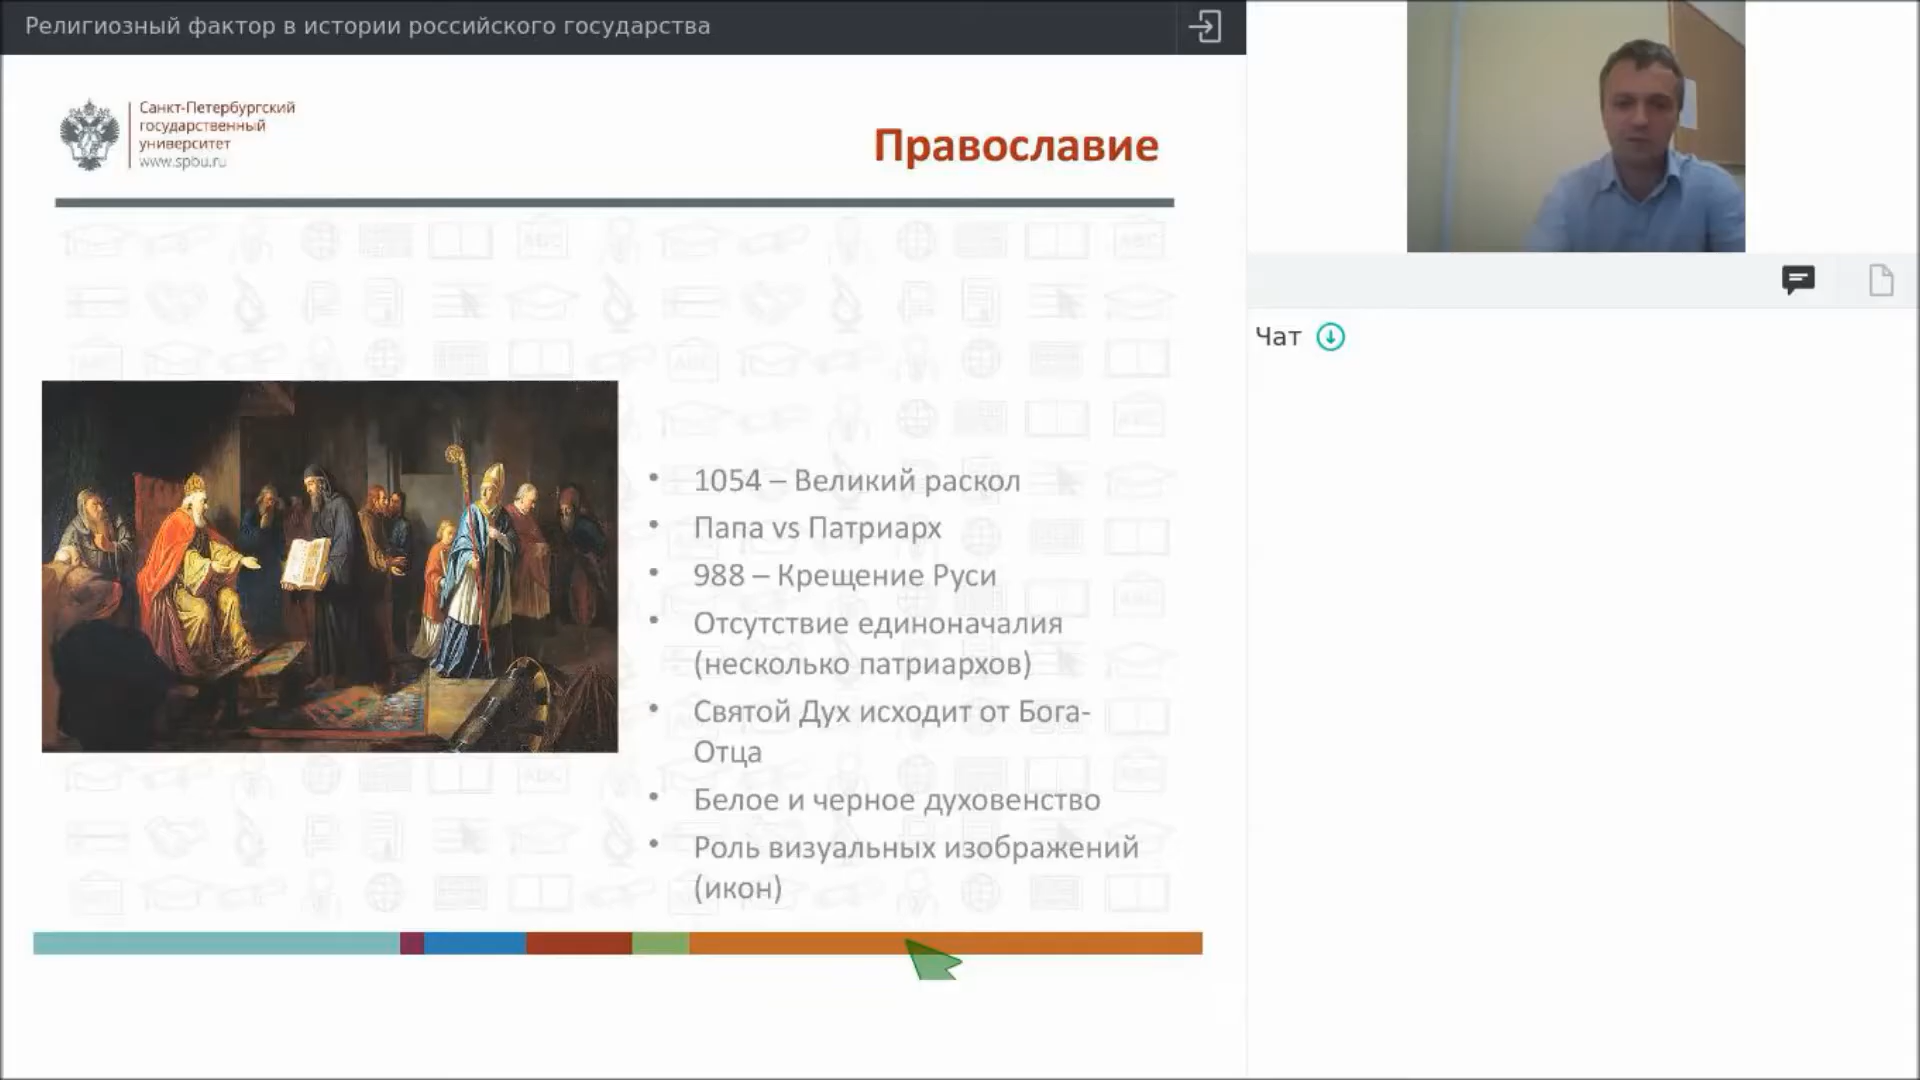 Религиозный фактор в истории российского государства
Санкт-Петербургский
государственный
университет
www.spbu.ru
Православие
• 1054 – Великий раскол
• Папа vs Патриарх
• 988 – Крещение Руси
• Отсутствие единоначалия
(несколько патриархов)
• Святой Дух исходит от Бога-
Отца
• Белое и черное духовенство
• Роль визуальных изображений
(икон)
Чат